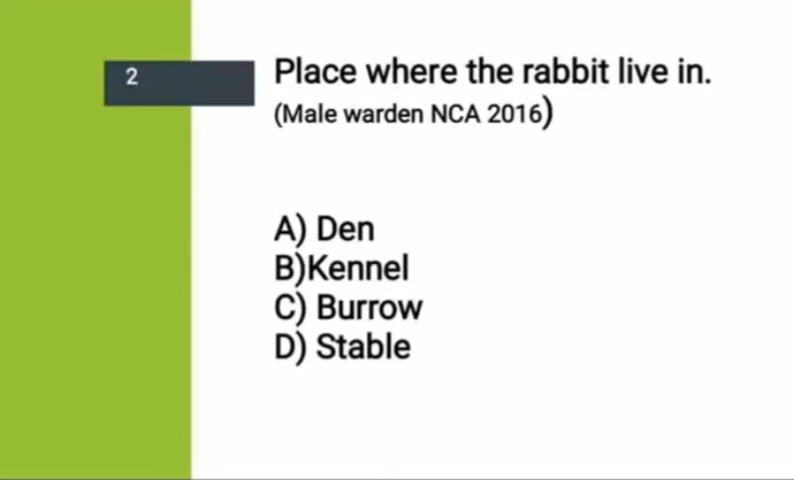 2
Place where the rabbit live in.
(Male warden NCA 2016)
A) Den
B)Kennel
C) Burrow
D) Stable